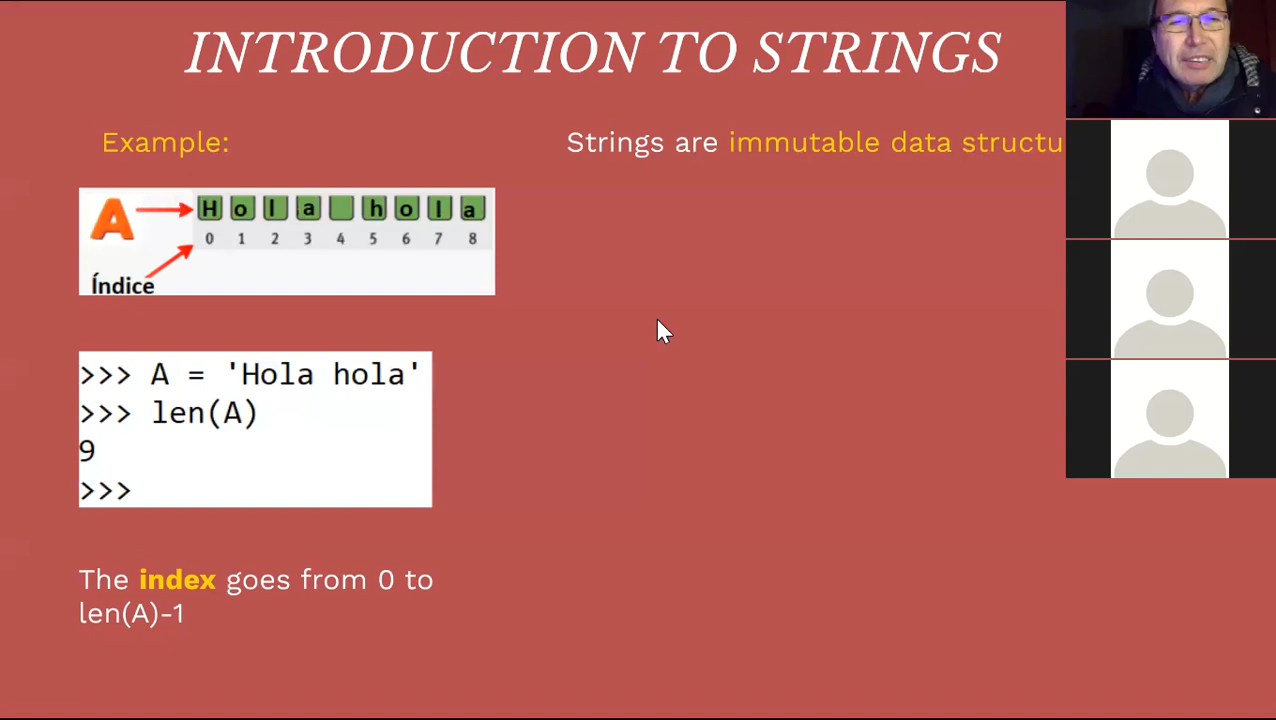 INTRODUCTION TO STRINGS
Example:
Strings are immutable data structu
A H o l a h o l a
0 1 2 3 4 5 6 7 8
Índice
>>> A = 'Hola hola'
>>> len(A)
9
>>>
The index goes from 0 to
len(A)-1